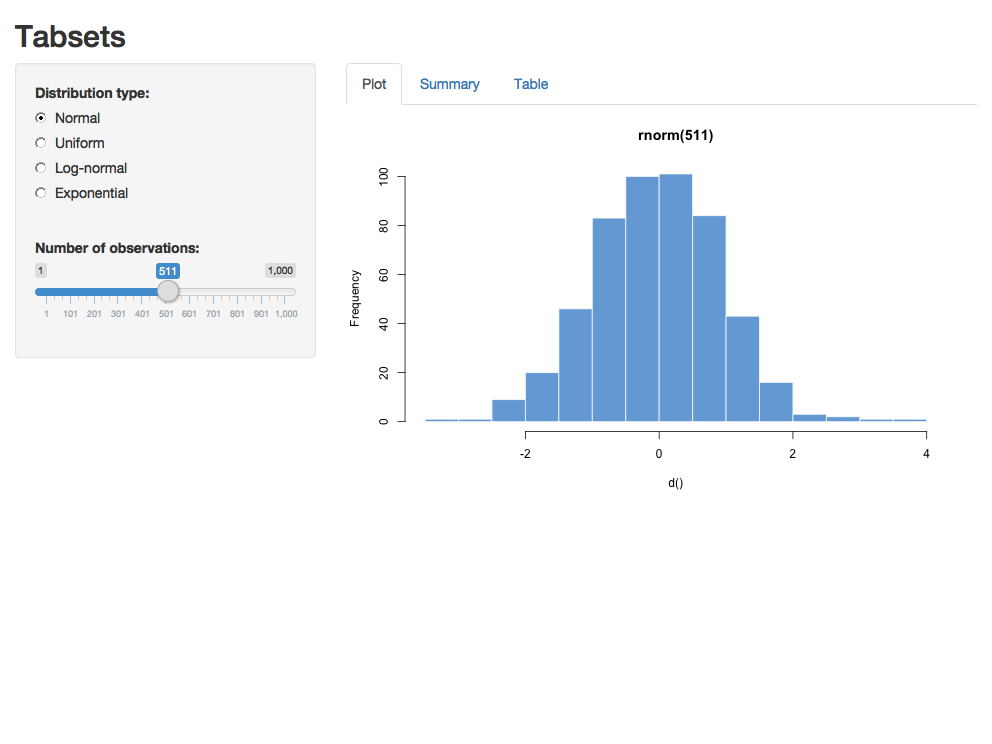 Tabsets
Distribution type:
Normal
Uniform
Log-normal
Exponential
Number of observations:
1 511 1,000
1 101 201 301 401 501 601 701 801 901 1,000
Plot Summary Table
rnorm(511)
Frequency
100
80
60
40
20
0
-2 0 2 4
d()